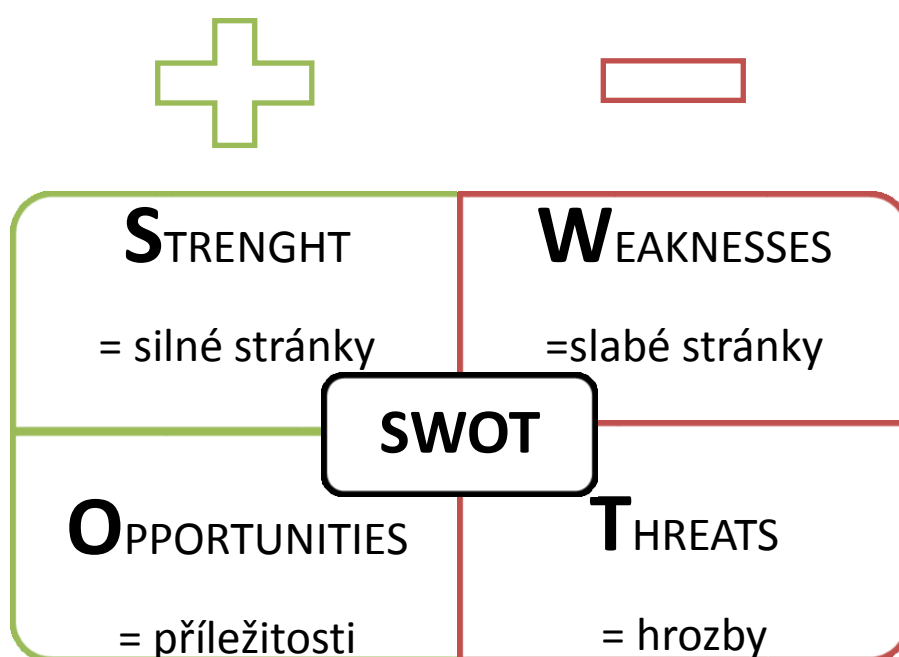 STRENGHT
WEAKNESSES
= silné stránky
=slabé stránky
SWOT
OPPORTUNITIES
THREATS
= příležitosti
= hrozby